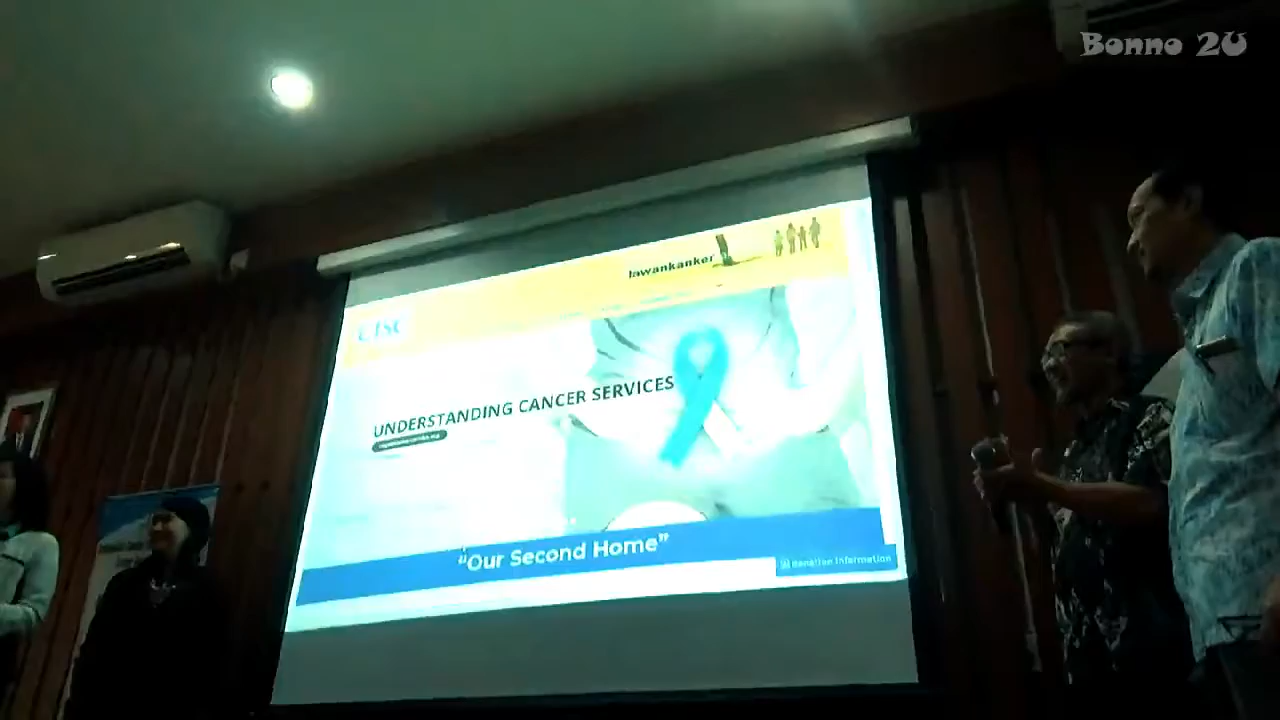 Bonno 2U
lawankanker
CISC
UNDERSTANDING CANCER SERVICES
"Our Second Home"
Donation Information